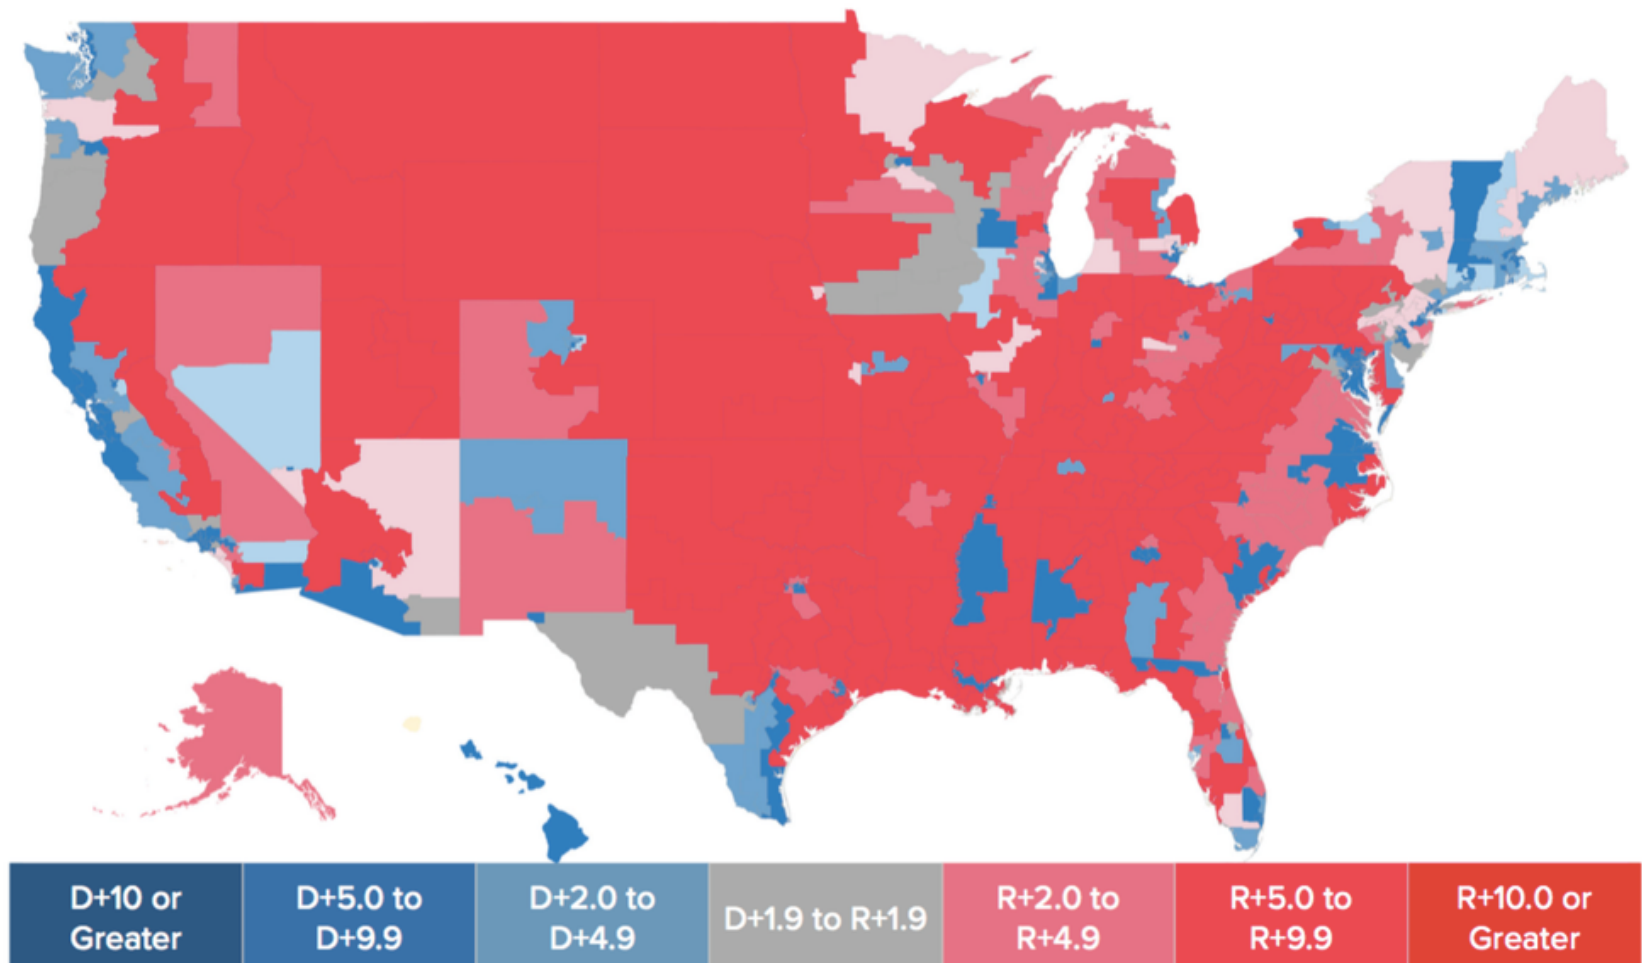 D+10 or
Greater
D+5.0 to
D+9.9
D+2.0 to
D+4.9
D+1.9 to R+1.9
R+2.0 to
R+4.9
R+5.0 to
R+9.9
R+10.0 or
Greater